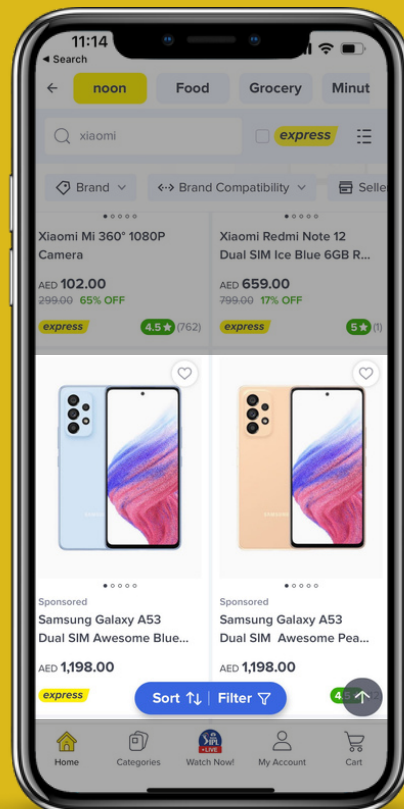 11:14
Search
noon Food Grocery Minut
xiaomi express
Brand Brand Compatibility Selle
Xiaomi Mi 360° 1080P
Camera
AED 102.00
299.00 65% OFF
express 4.5 (762)
Xiaomi Redmi Note 12
Dual SIM Ice Blue 6GB R...
AED 659.00
799.00 17% OFF
express 5 (1)
SAMSUNG
Sponsored
Samsung Galaxy A53
Dual SIM Awesome Blue...
AED 1,198.00
express
Sponsored
Samsung Galaxy A53
Dual SIM Awesome Pea...
AED 1,198.00
Sort Filter
Home Categories Watch Now! My Account Cart
LIVE